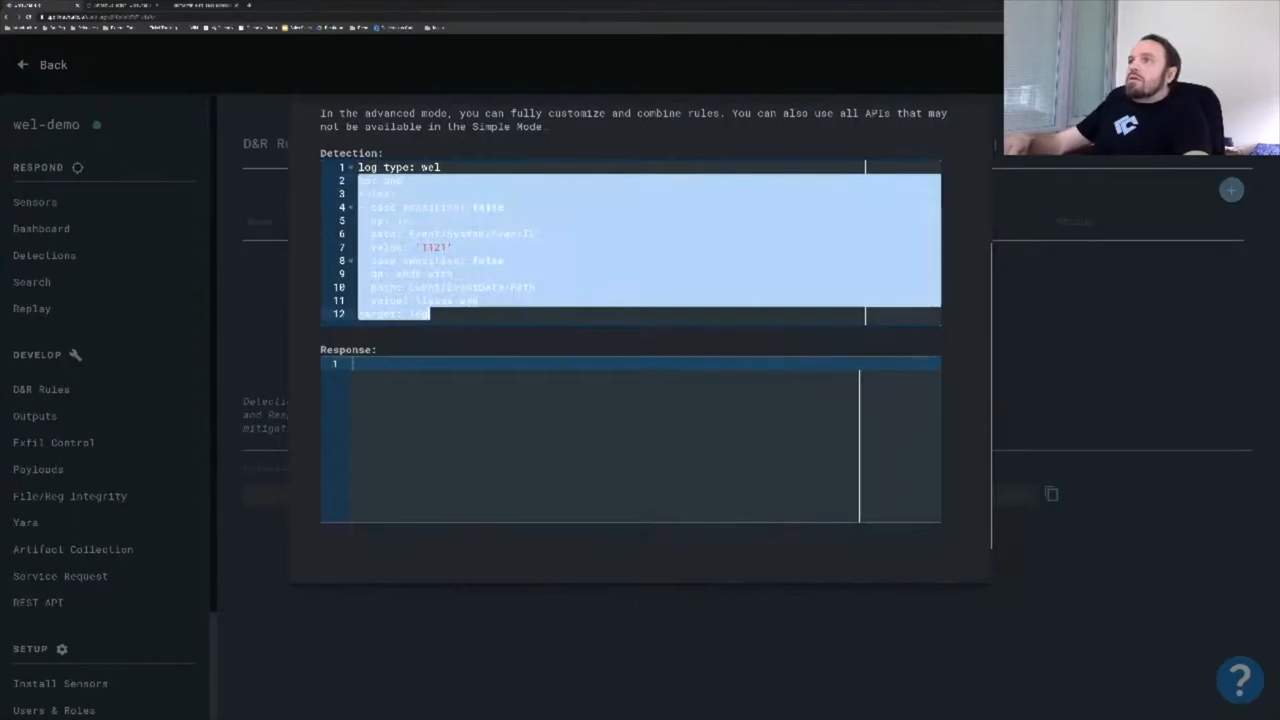 Back
In the advanced mode, you can fully customize and combine rules. You can also use all APIs that may
not be available in the Simple Mode.
wel-demo
D&R Ru
Detection:
1 log type: wel
RESPOND
2 op: and
3 rules:
Sensors
4 - case sensitive: false
5 op: is
Dashboard
6 path: Event/System/EventID
7 value: '1121'
Detections
8 - case sensitive: false
9 op: ends with
Search
10 path: Event/EventData/Path
11
Replay
12 target: log
Response:
1
DEVELOP
D&R Rules
Outputs
Detecti
and Res
mitigat
Exfil Control
Payloads
File/Reg Integrity
Yara
Artifact Collection
Service Request
REST API
SETUP
Install Sensors
Users & Roles
?